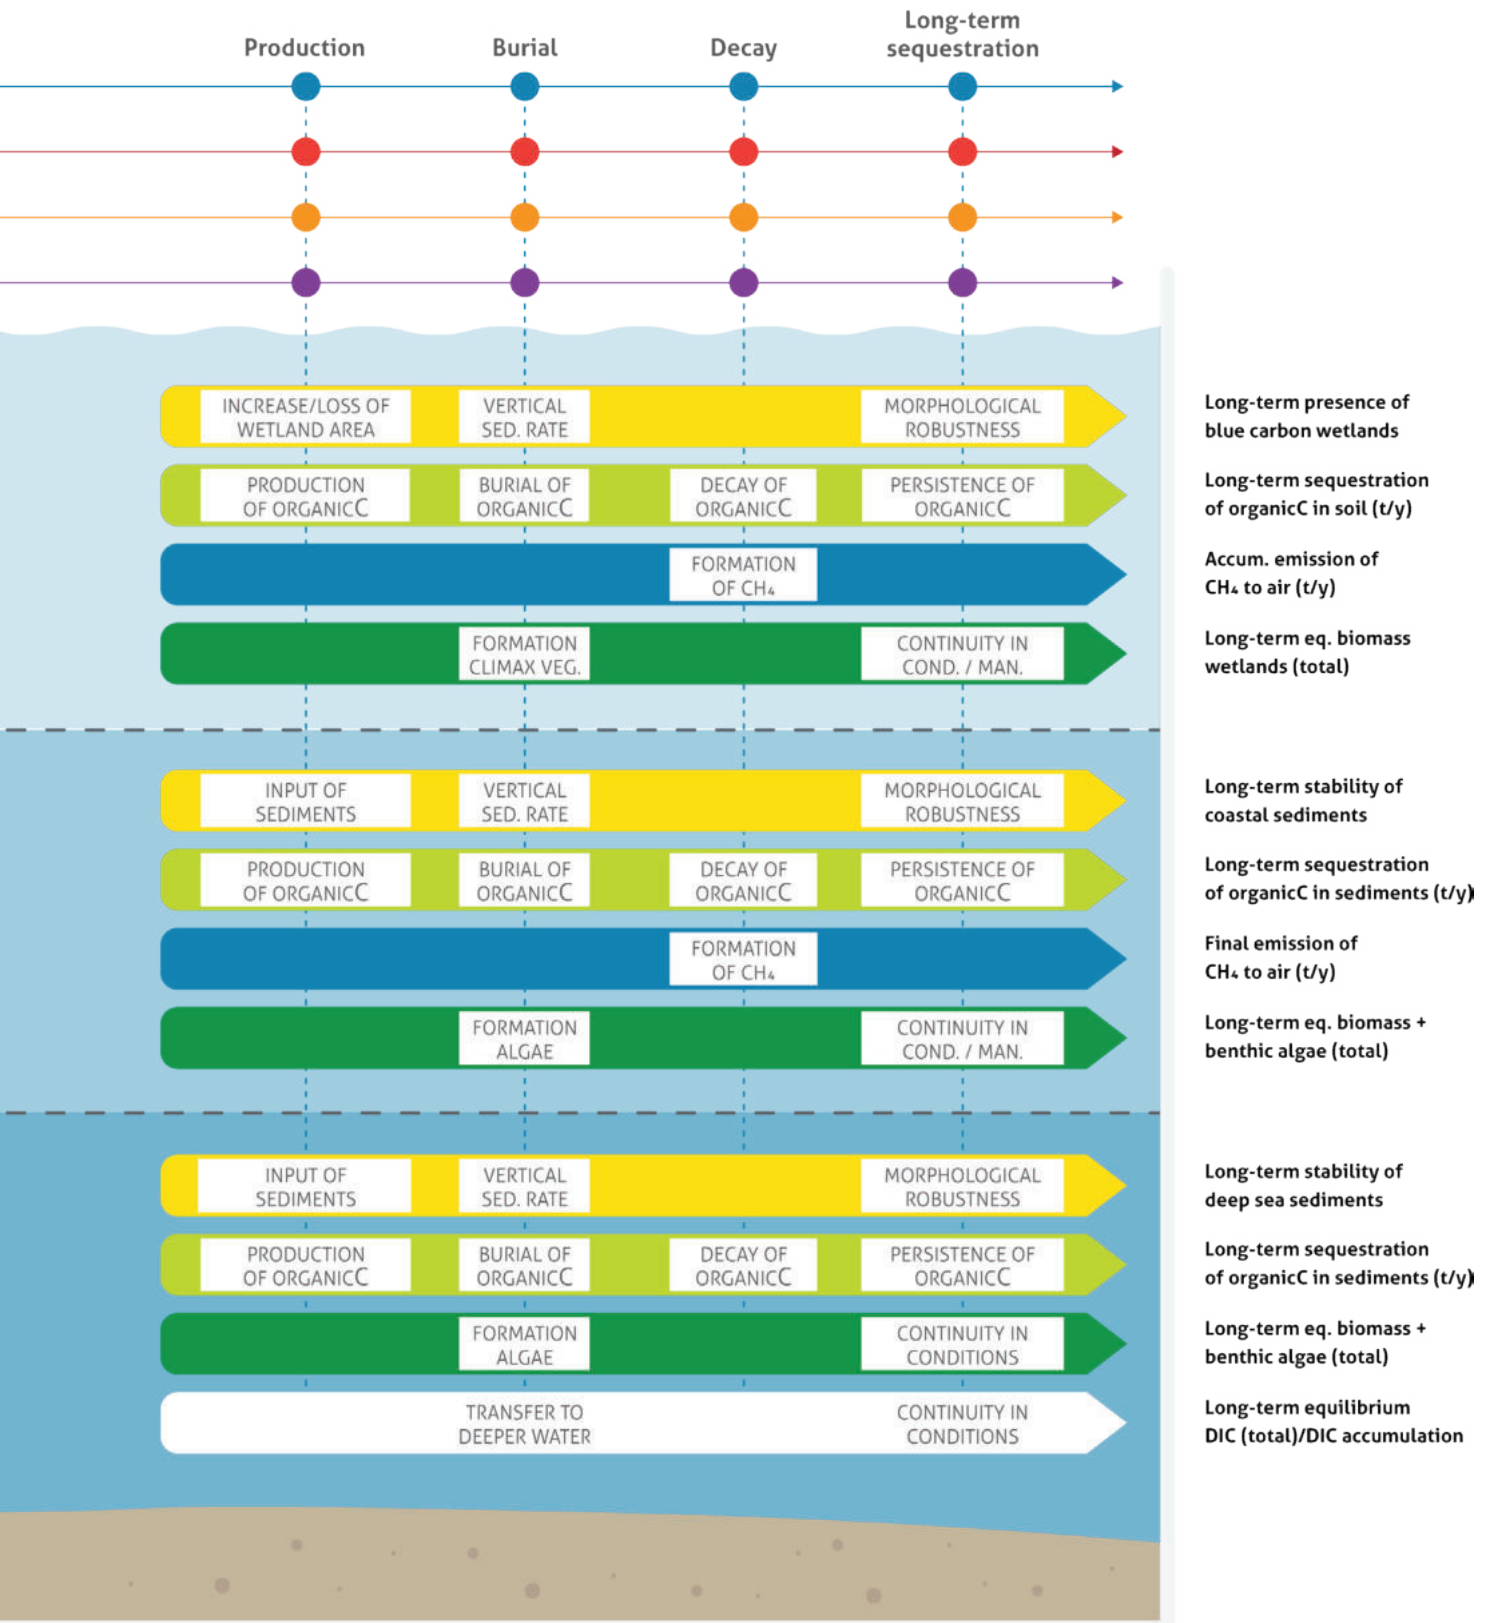 Production
Burial
Decay
Long-term
sequestration
INCREASE/LOSS OF
WETLAND AREA
VERTICAL
SED. RATE
MORPHOLOGICAL
ROBUSTNESS
Long-term presence of
blue carbon wetlands
PRODUCTION
OF ORGANICC
BURIAL OF
ORGANICC
DECAY OF
ORGANICC
PERSISTENCE OF
ORGANICC
Long-term sequestration
of organicC in soil (t/y)
FORMATION
OF CH₄
Accum. emission of
CH₄ to air (t/y)
FORMATION
CLIMAX VEG.
CONTINUITY IN
COND. / MAN.
Long-term eq. biomass
wetlands (total)
INPUT OF
SEDIMENTS
VERTICAL
SED. RATE
MORPHOLOGICAL
ROBUSTNESS
Long-term stability of
coastal sediments
PRODUCTION
OF ORGANICC
BURIAL OF
ORGANICC
DECAY OF
ORGANICC
PERSISTENCE OF
ORGANICC
Long-term sequestration
of organicC in sediments (t/y)
FORMATION
OF CH₄
Final emission of
CH₄ to air (t/y)
FORMATION
ALGAE
CONTINUITY IN
COND. / MAN.
Long-term eq. biomass +
benthic algae (total)
INPUT OF
SEDIMENTS
VERTICAL
SED. RATE
MORPHOLOGICAL
ROBUSTNESS
Long-term stability of
deep sea sediments
PRODUCTION
OF ORGANICC
BURIAL OF
ORGANICC
DECAY OF
ORGANICC
PERSISTENCE OF
ORGANICC
Long-term sequestration
of organicC in sediments (t/y)
FORMATION
ALGAE
CONTINUITY IN
CONDITIONS
Long-term eq. biomass +
benthic algae (total)
TRANSFER TO
DEEPER WATER
CONTINUITY IN
CONDITIONS
Long-term equilibrium
DIC (total)/DIC accumulation